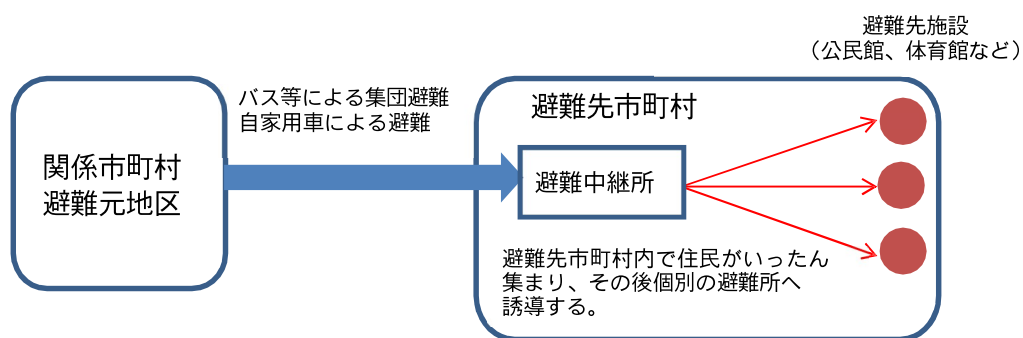 避難先施設
（公民館、体育館など）
バス等による集団避難
自家用車による避難
関係市町村
避難元地区
避難先市町村
避難中継所
避難先市町村内で住民がいったん
集まり、その後個別の避難所へ
誘導する。